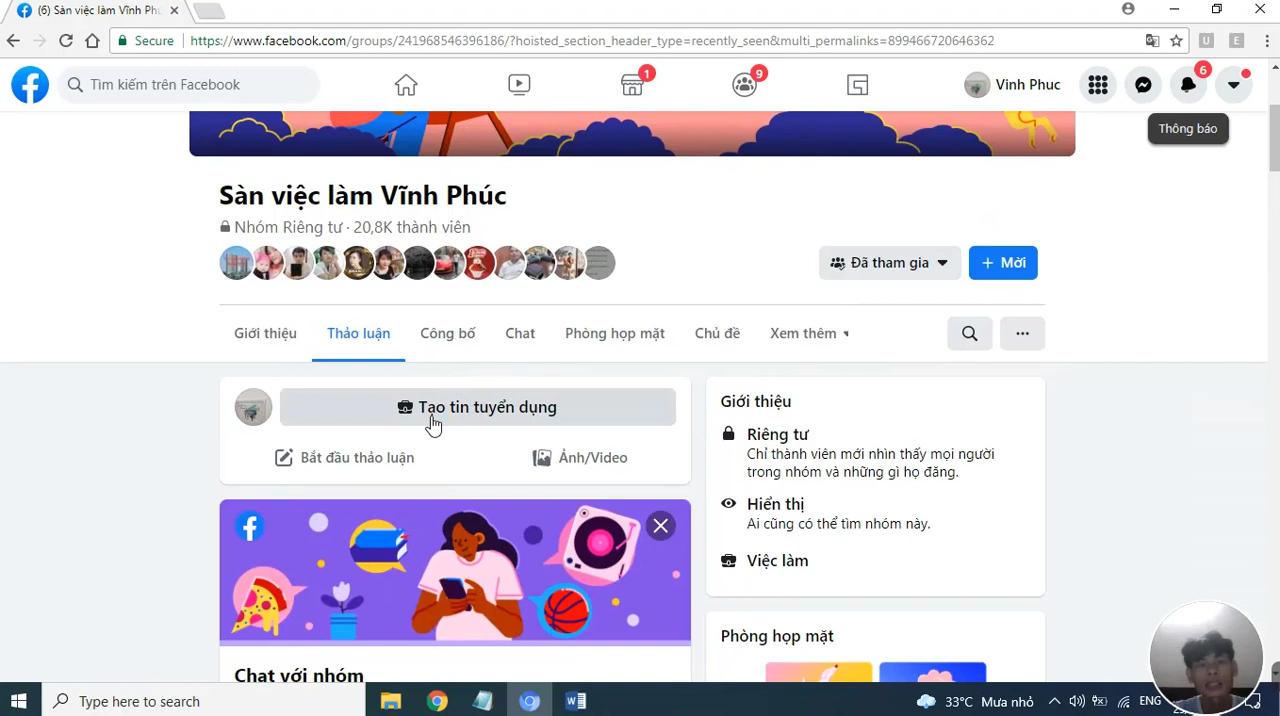 (6) Sàn việc làm Vĩnh Phú
Secure
https://www.facebook.com/groups/241968546396186/?hoisted_section_header_type=recently_seen&multi_permalinks=899466720646362
U
E
Tìm kiếm trên Facebook
1
9
Vinh Phuc
6
Thông báo
Sàn việc làm Vĩnh Phúc
Nhóm Riêng tư · 20,8K thành viên
Đã tham gia
+ Mời
Giới thiệu
Thảo luận
Công bố
Chat
Phòng họp mặt
Chủ đề
Xem thêm
Tạo tin tuyển dụng
Bắt đầu thảo luận
Ảnh/Video
Giới thiệu
Riêng tư
Chỉ thành viên mới nhìn thấy mọi người
trong nhóm và những gì họ đăng.
Hiển thị
Ai cũng có thể tìm nhóm này.
Việc làm
Chat với nhóm
Phòng họp mặt
Type here to search
33°C Mưa nhỏ
ENG